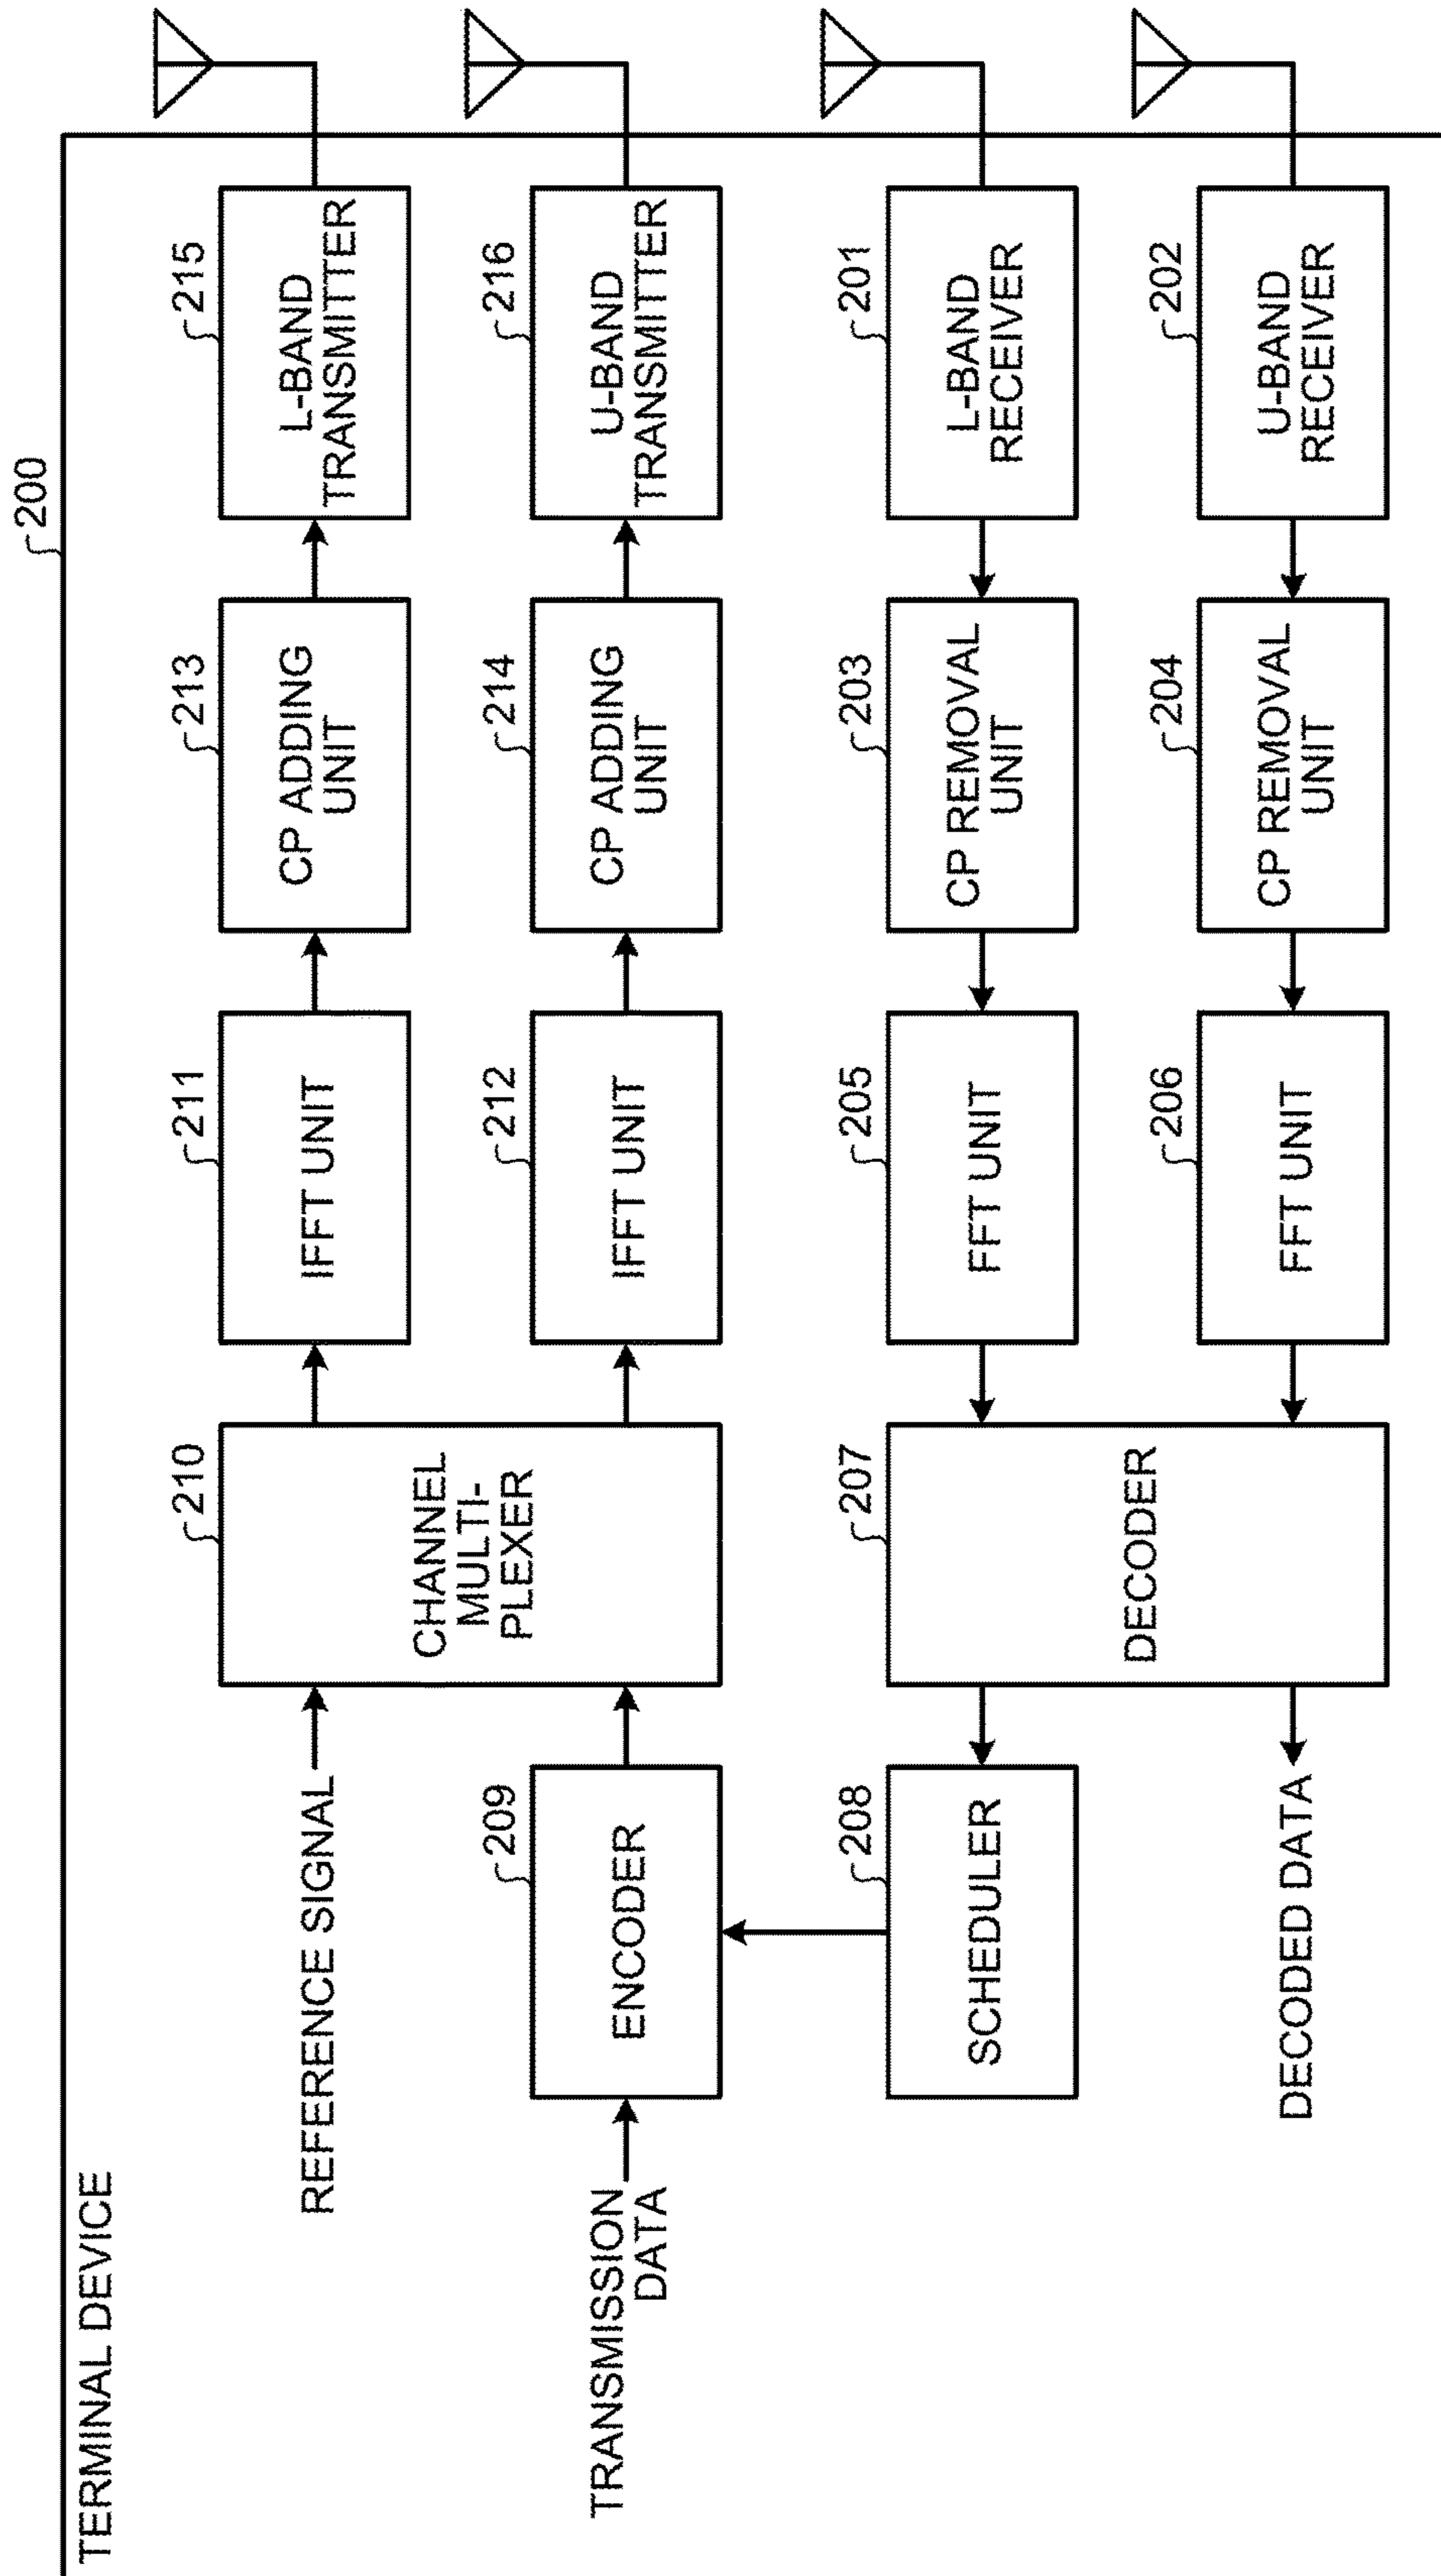 200
TERMINAL DEVICE
REFERENCE SIGNAL
210
CHANNEL
MULTI-
PLEXER
211
IFFT UNIT
213
CP ADDING
UNIT
215
L-BAND
TRANSMITTER
TRANSMISSION
DATA
209
ENCODER
212
IFFT UNIT
214
CP ADDING
UNIT
216
U-BAND
TRANSMITTER
208
SCHEDULER
207
DECODER
205
FFT UNIT
203
CP REMOVAL
UNIT
201
L-BAND
RECEIVER
DECODED DATA
206
FFT UNIT
204
CP REMOVAL
UNIT
202
U-BAND
RECEIVER